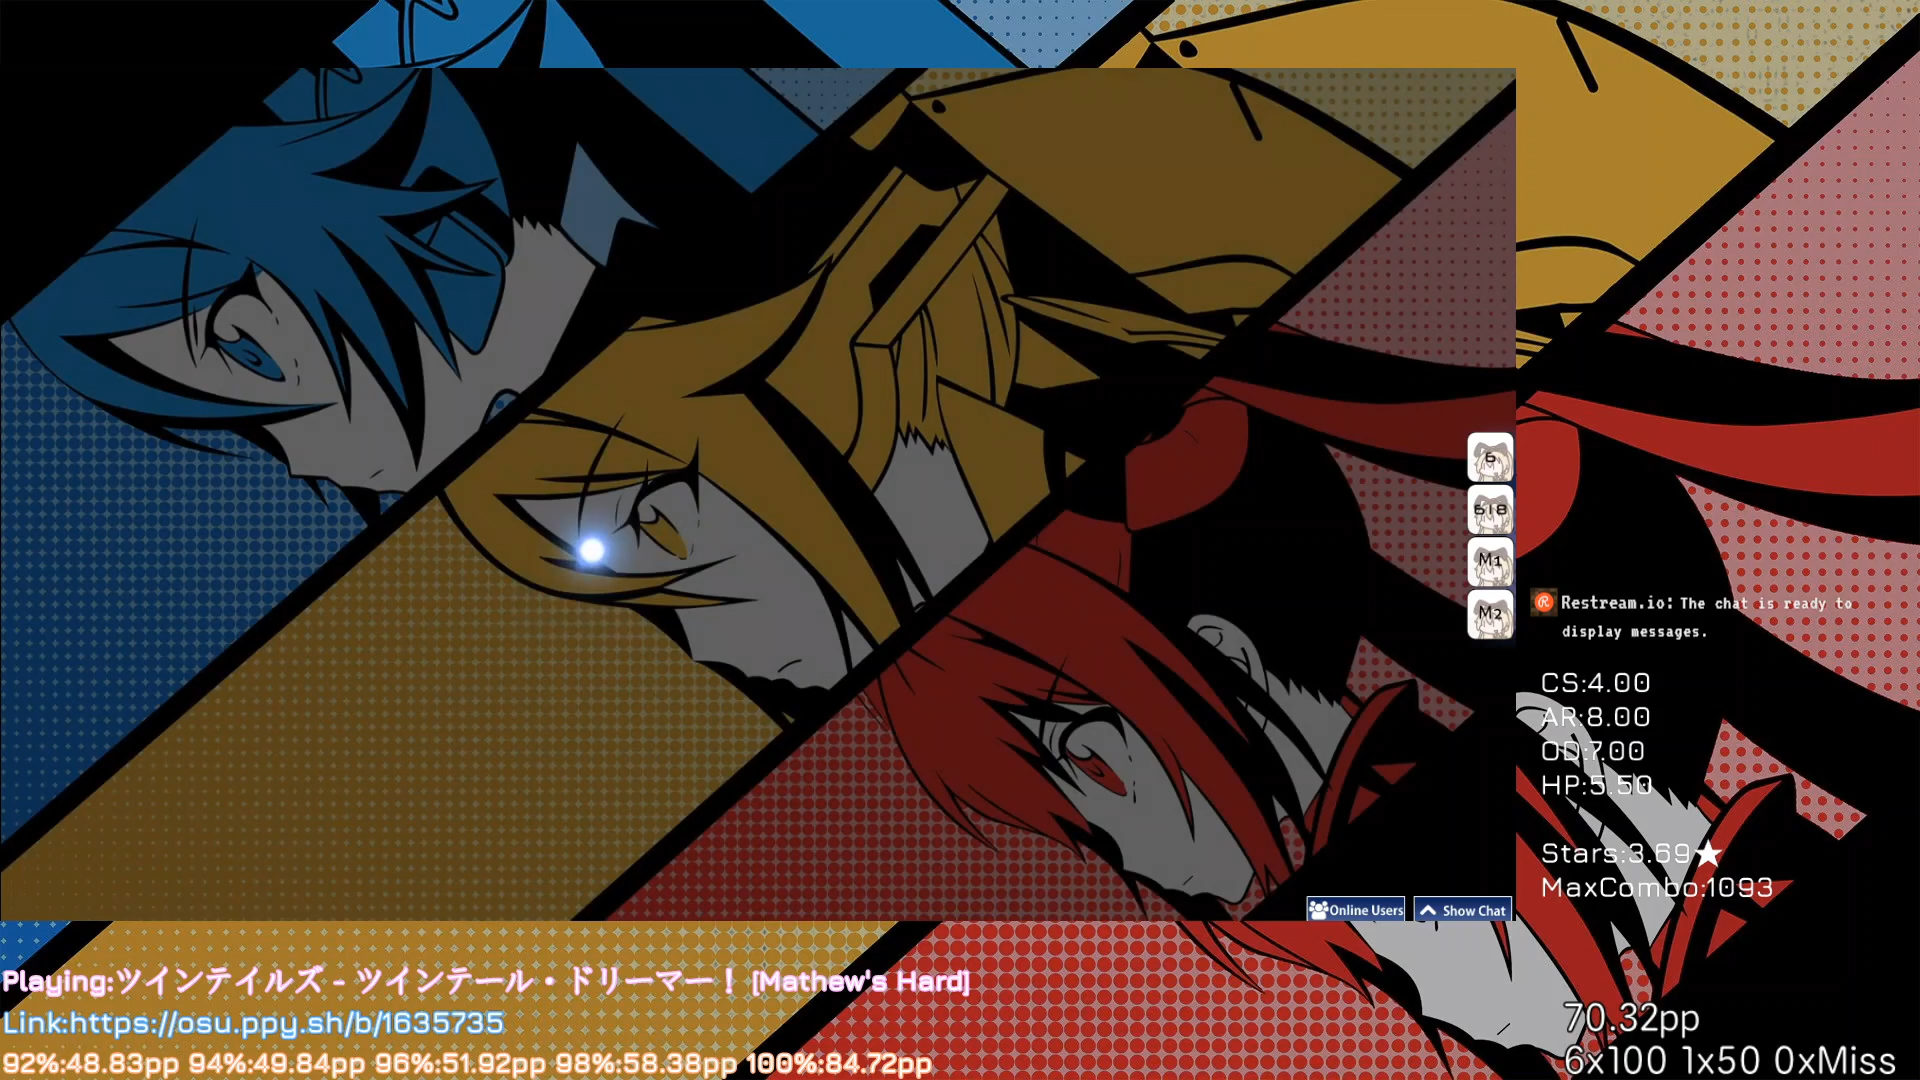 6
618
M1
M2
Restream.io: The chat is ready to
display messages.
CS:4.00
AR:8.00
OD:7.00
HP:5.50
Stars:3.69★
MaxCombo:1093
Online Users
Show Chat
Playing:ツインテイルズ - ツインテール・ドリーマー！ [Mathew's Hard]
Link:https://osu.ppy.sh/b/1635735
92%:48.83pp 94%:49.84pp 96%:51.92pp 98%:58.38pp 100%:84.72pp
70.32pp
6x100 1x50 0xMiss